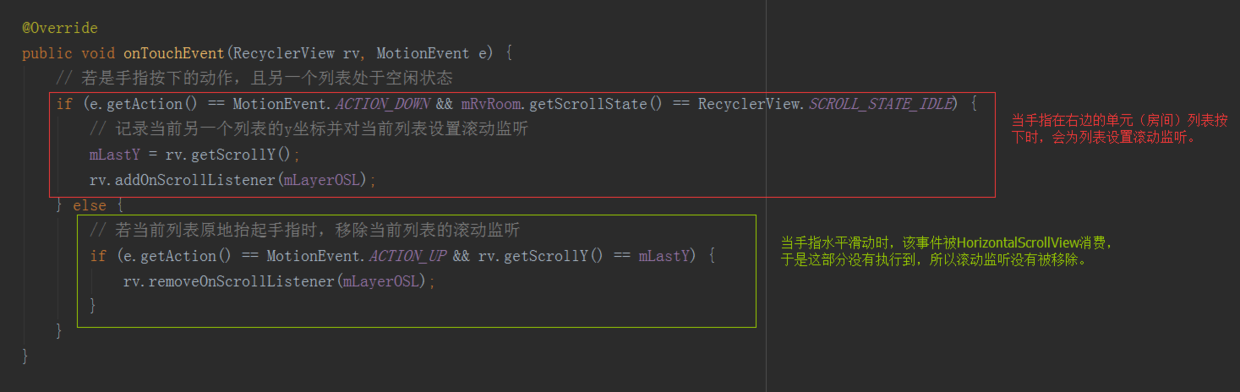 @Override
public void onTouchEvent(RecyclerView rv, MotionEvent e) {
// 若是手指按下的动作，且另一个列表处于空闲状态
if (e.getAction() == MotionEvent.ACTION_DOWN && mRvRoom.getScrollState() == RecyclerView.SCROLL_STATE_IDLE) {
// 记录当前另一个列表的y坐标并对当前列表设置滚动监听
mLastY = rv.getScrollY();
rv.addOnScrollListener(mLayerOSL);
} else {
// 若当前列表原地抬起手指时，移除当前列表的滚动监听
if (e.getAction() == MotionEvent.ACTION_UP && rv.getScrollY() == mLastY) {
rv.removeOnScrollListener(mLayerOSL);
}
}
}
当手指在右边的单元（房间）列表按
下时，会为列表设置滚动监听。
当手指水平滑动时，该事件被HorizontalScrollView消费，
于是这部分没有执行到，所以滚动监听没有被移除。